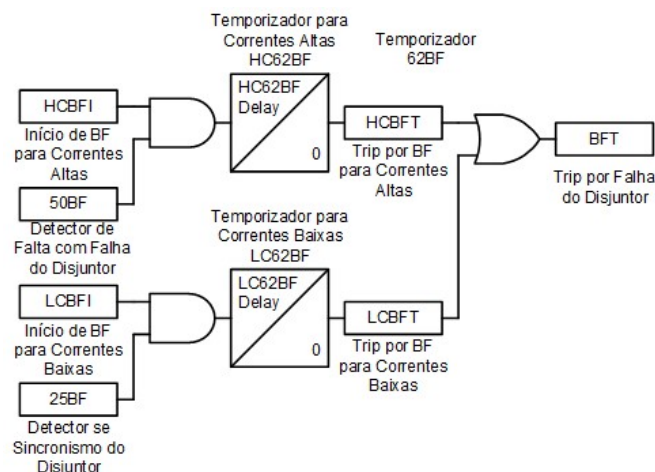 Temporizador para
Correntes Altas
HC62BF
Temporizador
62BF
HC62BF
Delay
0
HCBFI
Início de BF
para Correntes
Altas
50BF
Detector de
Falta com Falha
do Disjuntor
HCBFT
Trip por BF
para Correntes
Altas
BFT
Trip por Falha
do Disjuntor
Temporizador para
Correntes Baixas
LC62BF
LC62BF
Delay
0
LCBFI
Início de BF
para Correntes
Baixas
25BF
Detector se
Sincronismo do
Disjuntor
LCBFT
Trip por BF
para Correntes
Baixas